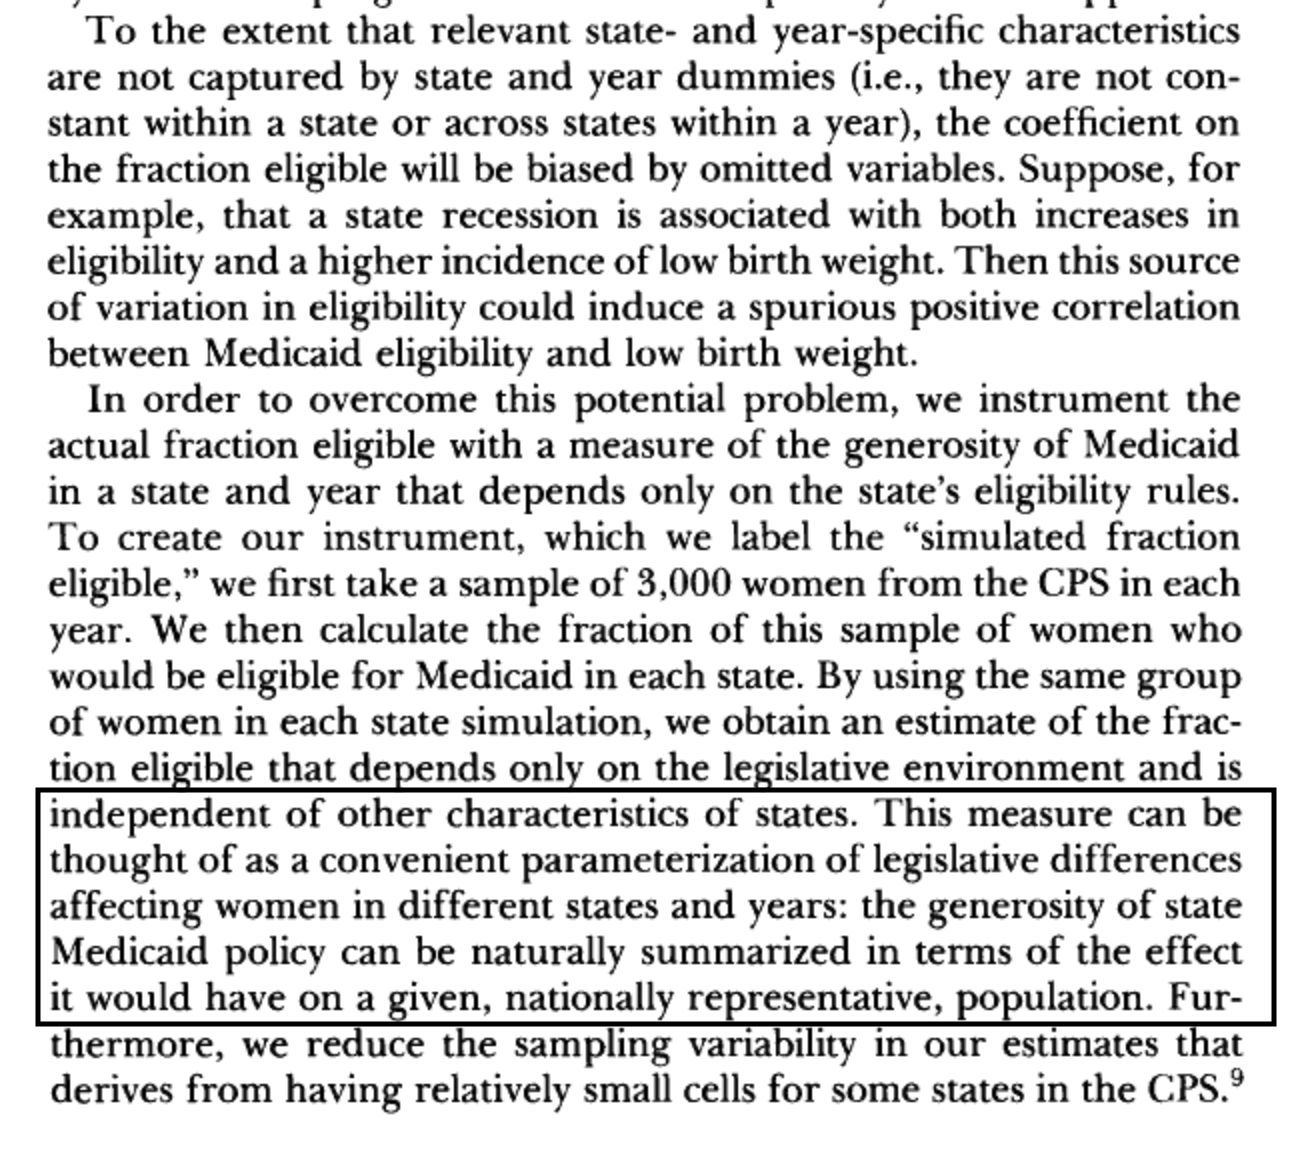 To the extent that relevant state- and year-specific characteristics
are not captured by state and year dummies (i.e., they are not con-
stant within a state or across states within a year), the coefficient on
the fraction eligible will be biased by omitted variables. Suppose, for
example, that a state recession is associated with both increases in
eligibility and a higher incidence of low birth weight. Then this source
of variation in eligibility could induce a spurious positive correlation
between Medicaid eligibility and low birth weight.
In order to overcome this potential problem, we instrument the
actual fraction eligible with a measure of the generosity of Medicaid
in a state and year that depends only on the state's eligibility rules.
To create our instrument, which we label the “simulated fraction
eligible,” we first take a sample of 3,000 women from the CPS in each
year. We then calculate the fraction of this sample of women who
would be eligible for Medicaid in each state. By using the same group
of women in each state simulation, we obtain an estimate of the frac-
tion eligible that depends only on the legislative environment and is
independent of other characteristics of states. This measure can be
thought of as a convenient parameterization of legislative differences
affecting women in different states and years: the generosity of state
Medicaid policy can be naturally summarized in terms of the effect
it would have on a given, nationally representative, population. Fur-
thermore, we reduce the sampling variability in our estimates that
derives from having relatively small cells for some states in the CPS.⁹